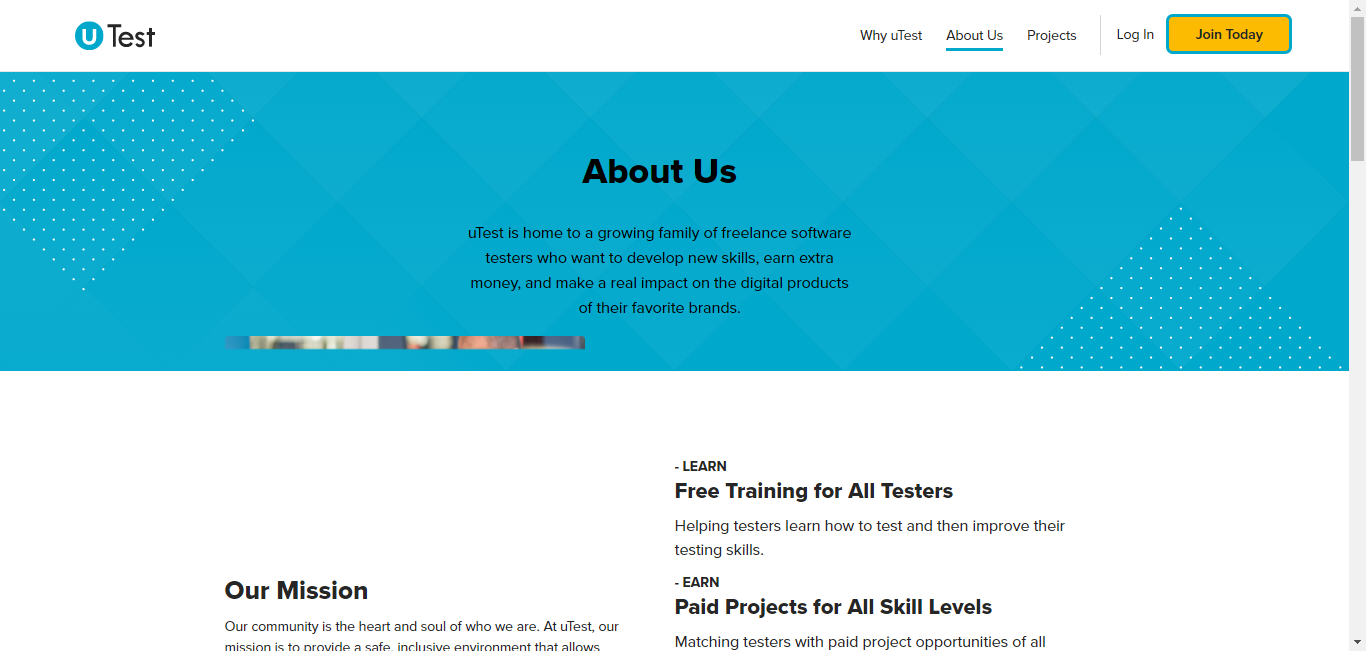 uTest
Why uTest
About Us
Projects
Log In
Join Today
About Us
uTest is home to a growing family of freelance software
testers who want to develop new skills, earn extra
money, and make a real impact on the digital products
of their favorite brands.
- LEARN
Free Training for All Testers
Helping testers learn how to test and then improve their
testing skills.
- EARN
Paid Projects for All Skill Levels
Matching testers with paid project opportunities of all
Our Mission
Our community is the heart and soul of who we are. At uTest, our
mission is to provide a safe, inclusive environment that allows